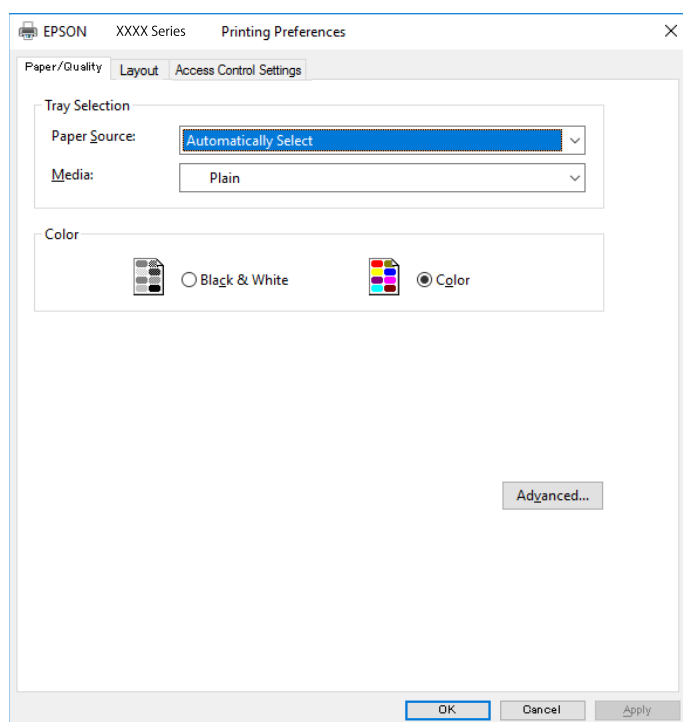 EPSON XXXX Series Printing Preferences
Paper/Quality Layout Access Control Settings
Tray Selection
Paper Source: Automatically Select
Media: Plain
Color
Black & White Color
Advanced...
OK Cancel Apply